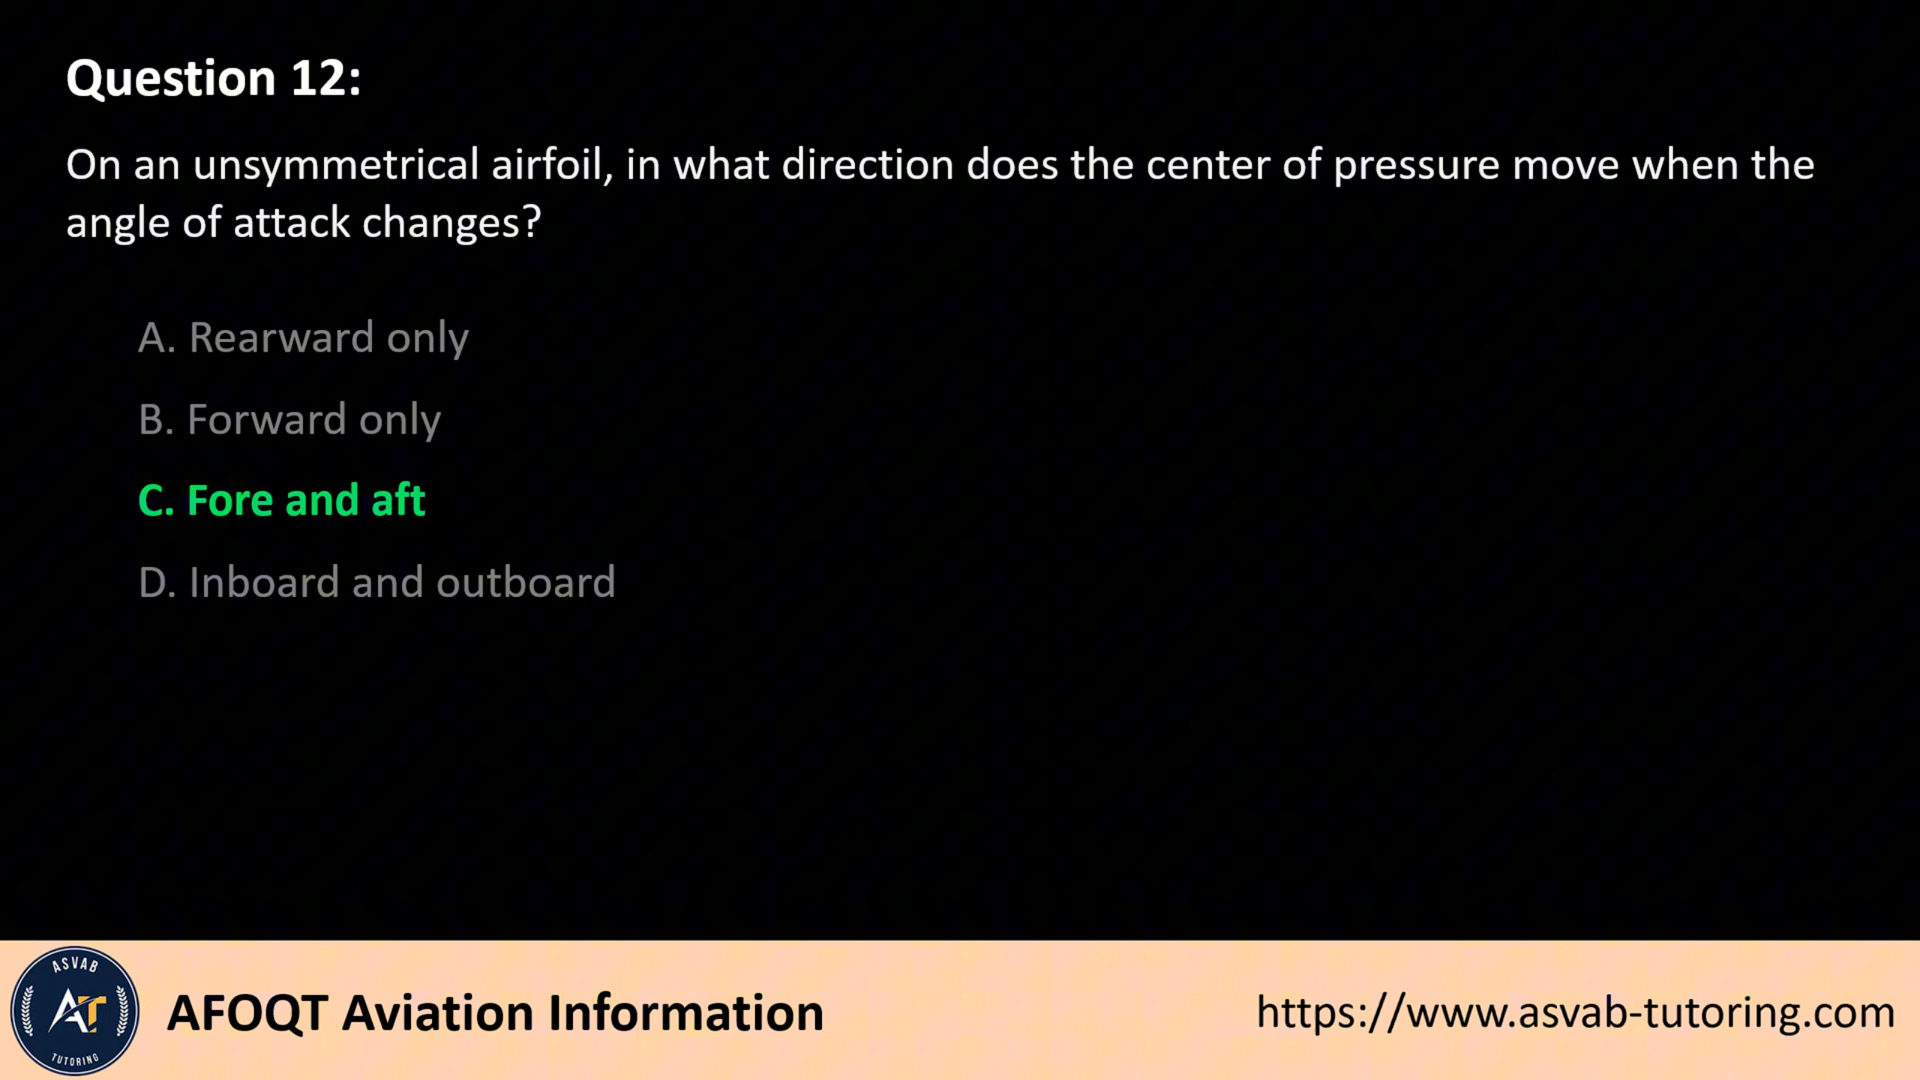 Question 12:
On an unsymmetrical airfoil, in what direction does the center of pressure move when the
angle of attack changes?
A. Rearward only
B. Forward only
C. Fore and aft
D. Inboard and outboard
ASVAB
AT
TUTORING
AFOQT Aviation Information
https://www.asvab-tutoring.com